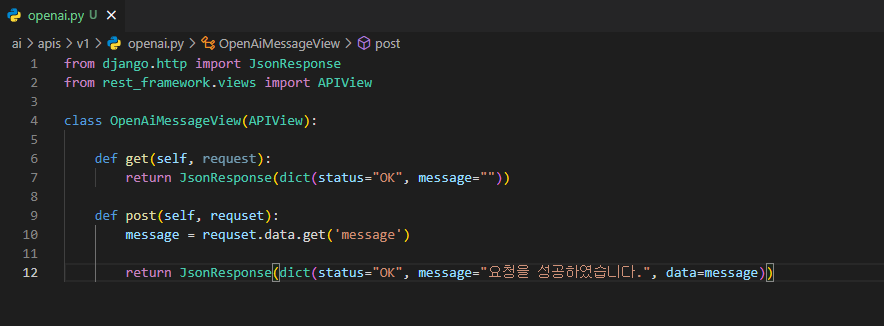 openai.py U
ai > apis > v1 > openai.py > OpenAiMessageView > post
1 from django.http import JsonResponse
2 from rest_framework.views import APIView
3
4 class OpenAiMessageView(APIView):
5
6     def get(self, request):
7         return JsonResponse(dict(status="OK", message=""))
8
9     def post(self, requset):
10         message = requset.data.get('message')
11
12         return JsonResponse(dict(status="OK", message="요청을 성공하였습니다.", data=message))